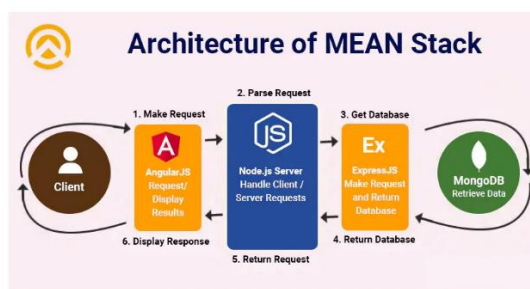 Architecture of MEAN Stack
2. Parse Request
1. Make Request
3. Get Database
JS
A
Ex
Client
AngularJS
Request/
Display
Results
Node.js Server
Handle Client /
Server Requests
ExpressJS
Make Request
and Return
Database
MongoDB
Retrieve Data
6. Display Response
4. Return Database
5. Return Request